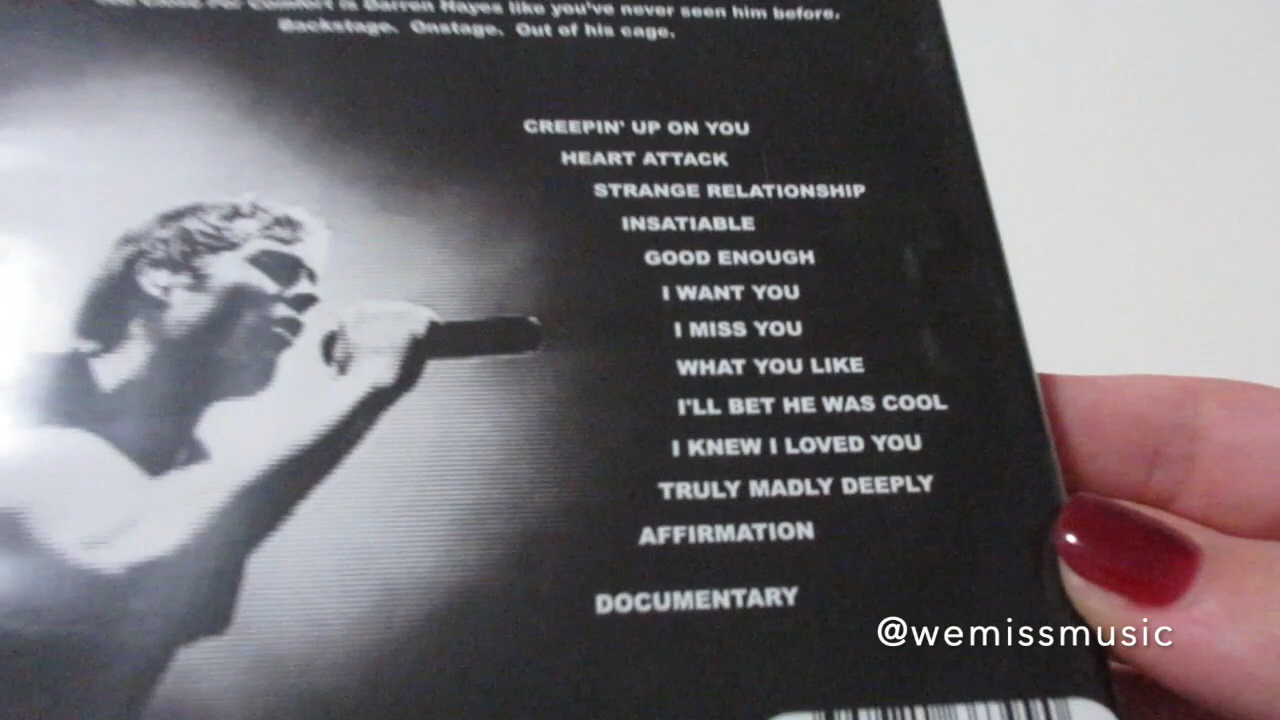 Comfort is Darren Hayes like you've never seen him before.
Backstage. Onstage. Out of his cage.
CREEPIN' UP ON YOU
HEART ATTACK
STRANGE RELATIONSHIP
INSATIABLE
GOOD ENOUGH
I WANT YOU
I MISS YOU
WHAT YOU LIKE
I'LL BET HE WAS COOL
I KNEW I LOVED YOU
TRULY MADLY DEEPLY
AFFIRMATION
DOCUMENTARY
@wemissmusic